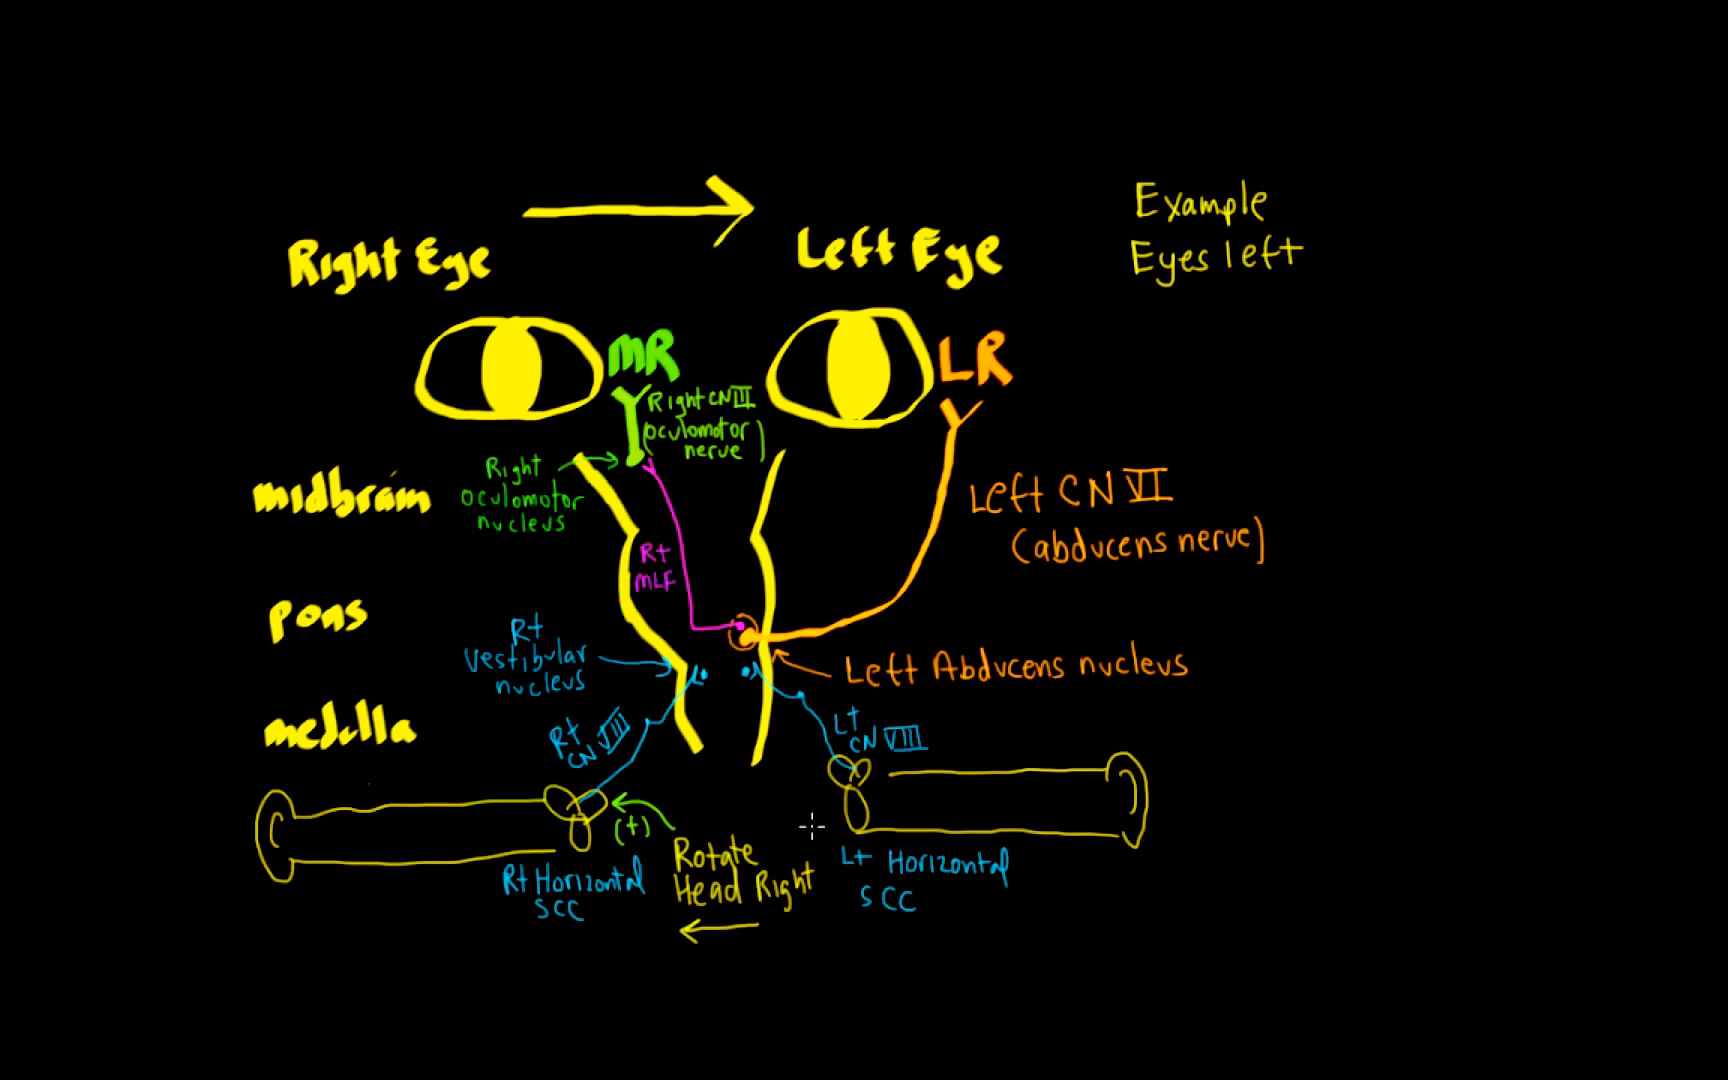 Example
Eyes left
Right Eye
Left Eye
MR
LR
Right CN III
(oculomotor
nerve)
Right
oculomotor
nucleus
midbrain
Left CN VI
(abducens nerve)
Rt
MLF
pons
Rt
Vestibular
nucleus
Left Abducens nucleus
medulla
Rt
CN VIII
Lt
CN VIII
(+)
Rotate
Head Right
Rt Horizontal
SCC
Lt Horizontal
SCC